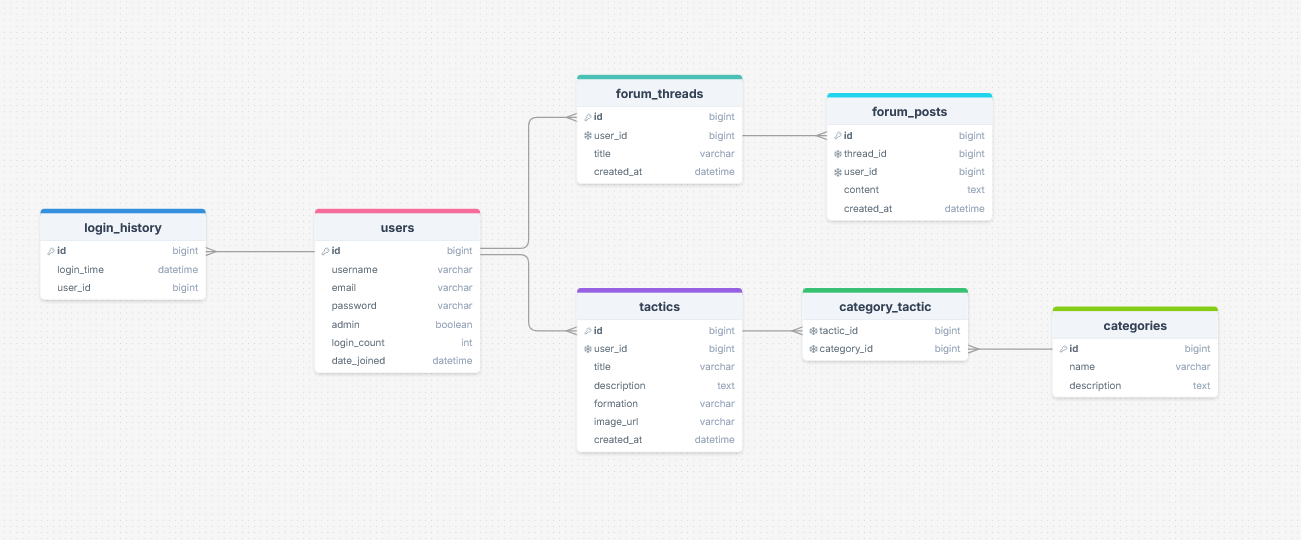 forum_threads
id bigint
user_id bigint
title varchar
created_at datetime
forum_posts
id bigint
thread_id bigint
user_id bigint
content text
created_at datetime
login_history
id bigint
login_time datetime
user_id bigint
users
id bigint
username varchar
email varchar
password varchar
admin boolean
login_count int
date_joined datetime
tactics
id bigint
user_id bigint
title varchar
description text
formation varchar
image_url varchar
created_at datetime
category_tactic
tactic_id bigint
category_id bigint
categories
id bigint
name varchar
description text